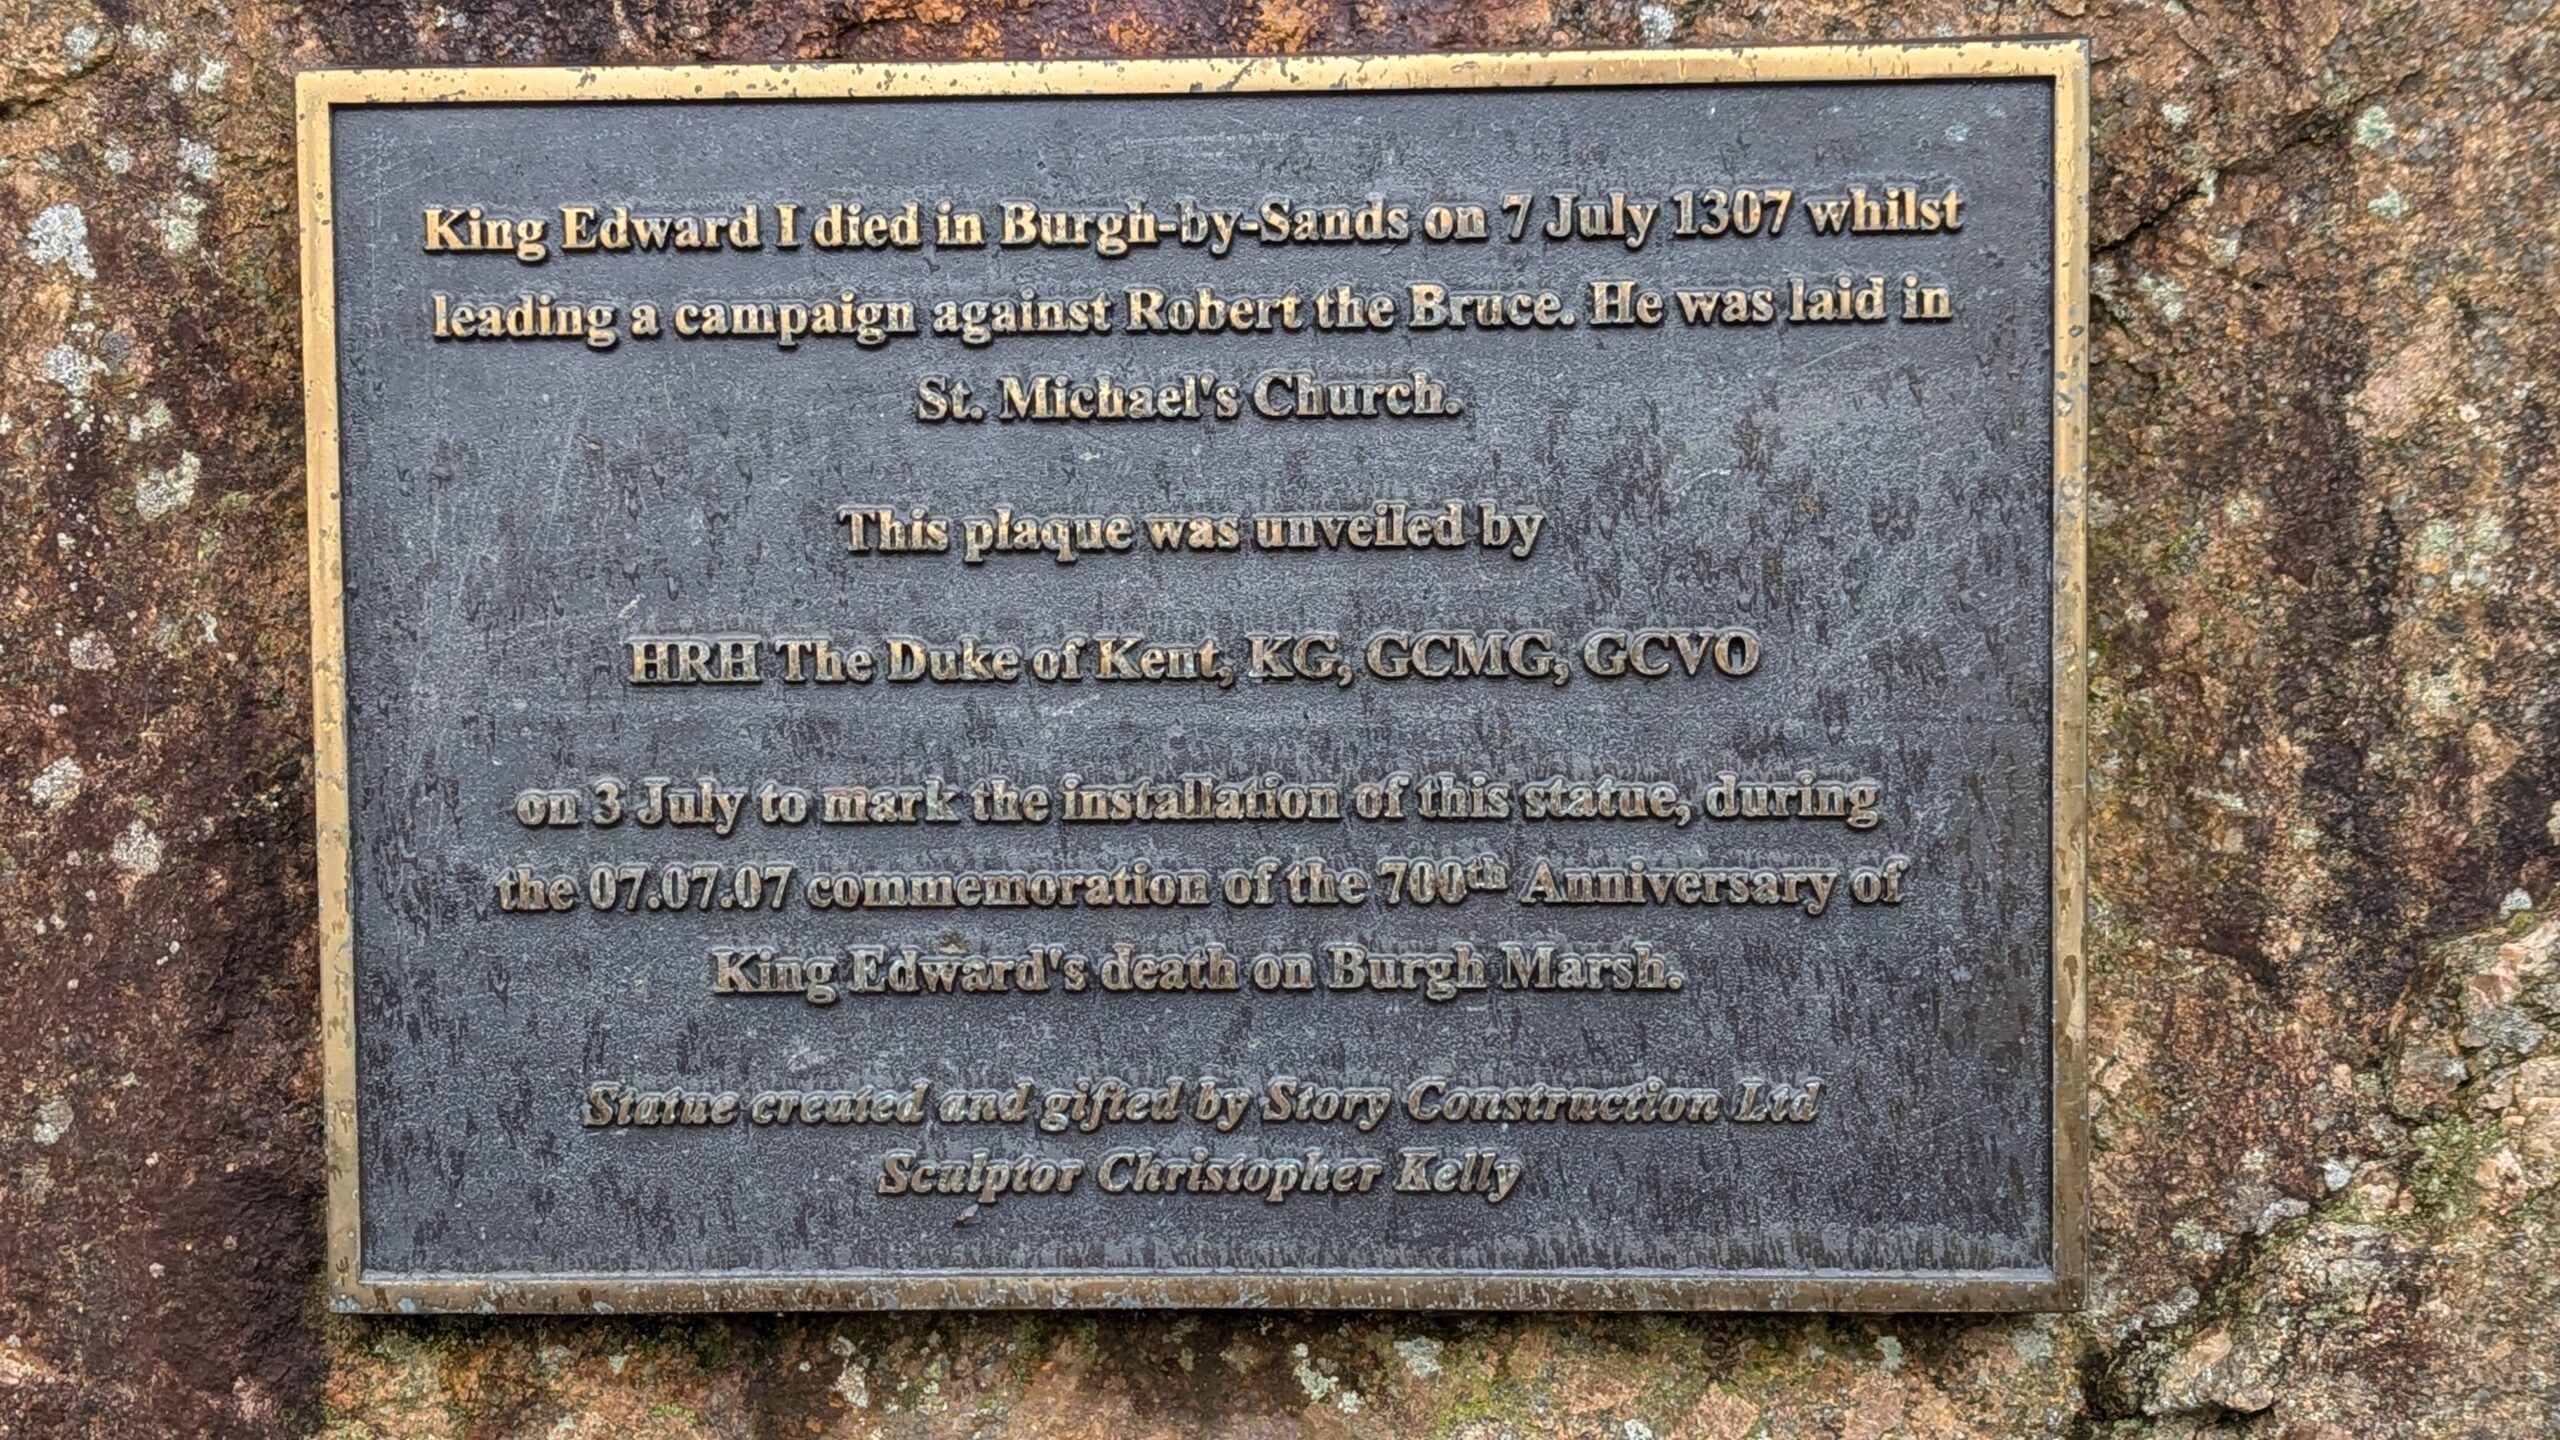 King Edward I died in Burgh-by-Sands on 7 July 1307 whilst
leading a campaign against Robert the Bruce. He was laid in
St. Michael's Church.
This plaque was unveiled by
HRH The Duke of Kent, KG, GCMG, GCVO
on 3 July to mark the installation of this statue, during
the 07.07.07 commemoration of the 700th Anniversary of
King Edward's death on Burgh Marsh.
Statue created and gifted by Story Construction Ltd
Sculptor Christopher Kelly